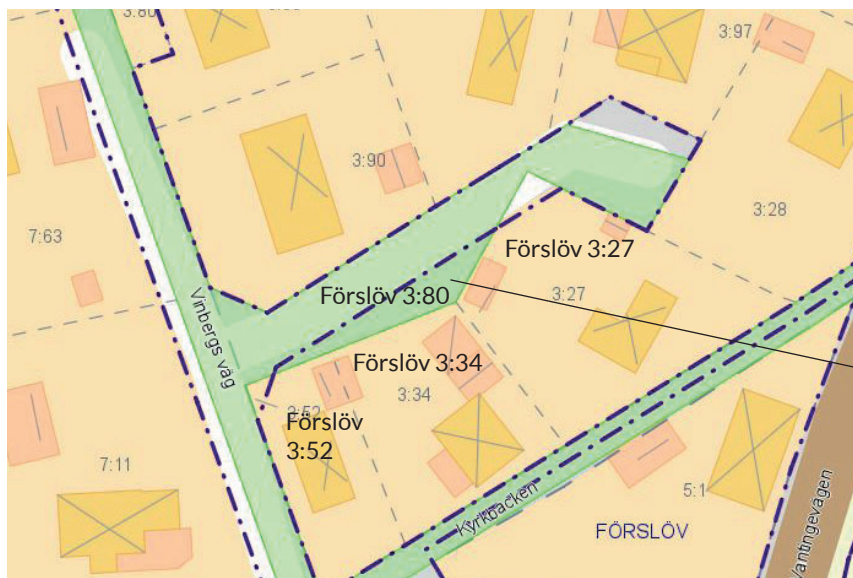 3:80
3:97
3:90
3:28
7:63
Förslöv 3:27
Förslöv 3:80
3:27
Vinbergs väg
Förslöv 3:34
3:34
3:52
Förslöv
3:52
7:11
5:1
Kyrkbacken
FÖRSLÖV
Vantingevägen